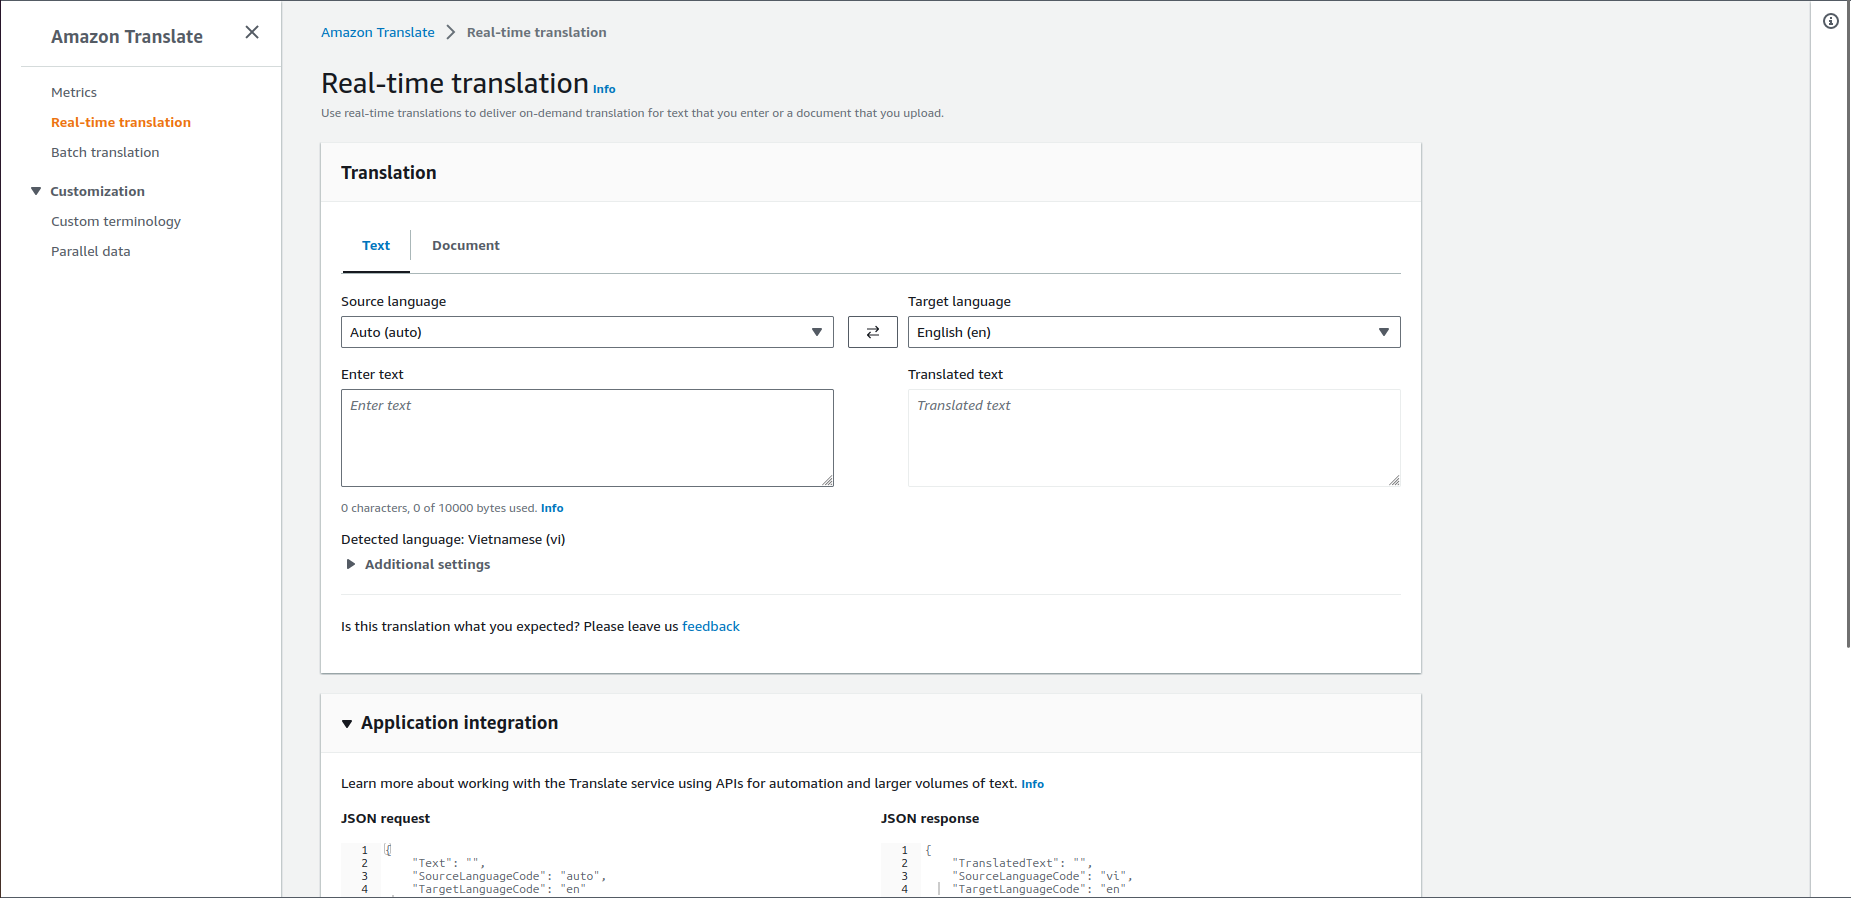 Amazon Translate
Metrics
Real-time translation
Batch translation
Customization
Custom terminology
Parallel data
Amazon Translate > Real-time translation
Real-time translation Info
Use real-time translations to deliver on-demand translation for text that you enter or a document that you upload.
Translation
Text Document
Source language
Auto (auto)
Target language
English (en)
Enter text
Enter text
Translated text
Translated text
0 characters, 0 of 10000 bytes used. Info
Detected language: Vietnamese (vi)
Additional settings
Is this translation what you expected? Please leave us feedback
Application integration
Learn more about working with the Translate service using APIs for automation and larger volumes of text. Info
JSON request
1 {
2 "Text": "",
3 "SourceLanguageCode": "auto",
4 "TargetLanguageCode": "en"
JSON response
1 {
2 "TranslatedText": "",
3 "SourceLanguageCode": "vi",
4 "TargetLanguageCode": "en"